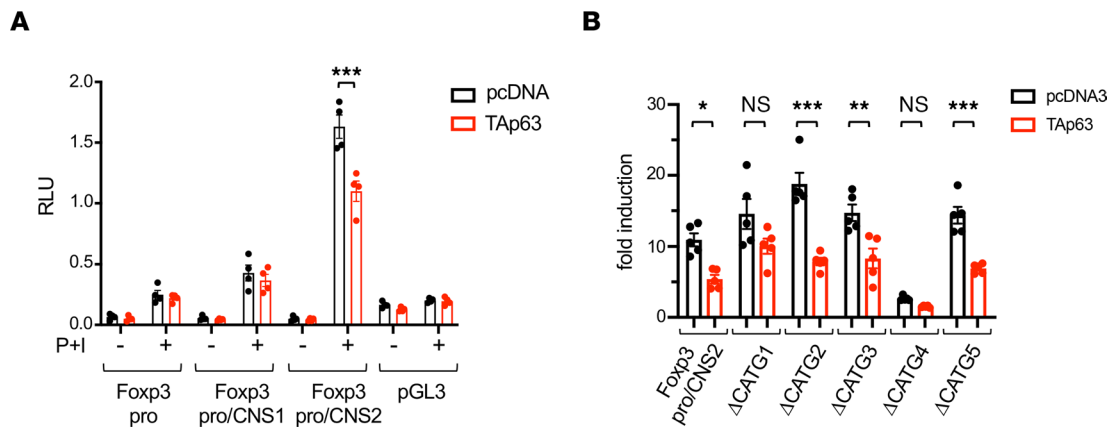 A
RLU
2.0
1.5
1.0
0.5
0.0
***
pcDNA
TAp63
P+I - + - + - + - +
Foxp3
pro
Foxp3
pro/CNS1
Foxp3
pro/CNS2
pGL3
B
fold induction
30
20
10
0
* NS *** ** NS ***
pcDNA3
TAp63
Foxp3
pro/CNS2
ΔCATG1
ΔCATG2
ΔCATG3
ΔCATG4
ΔCATG5